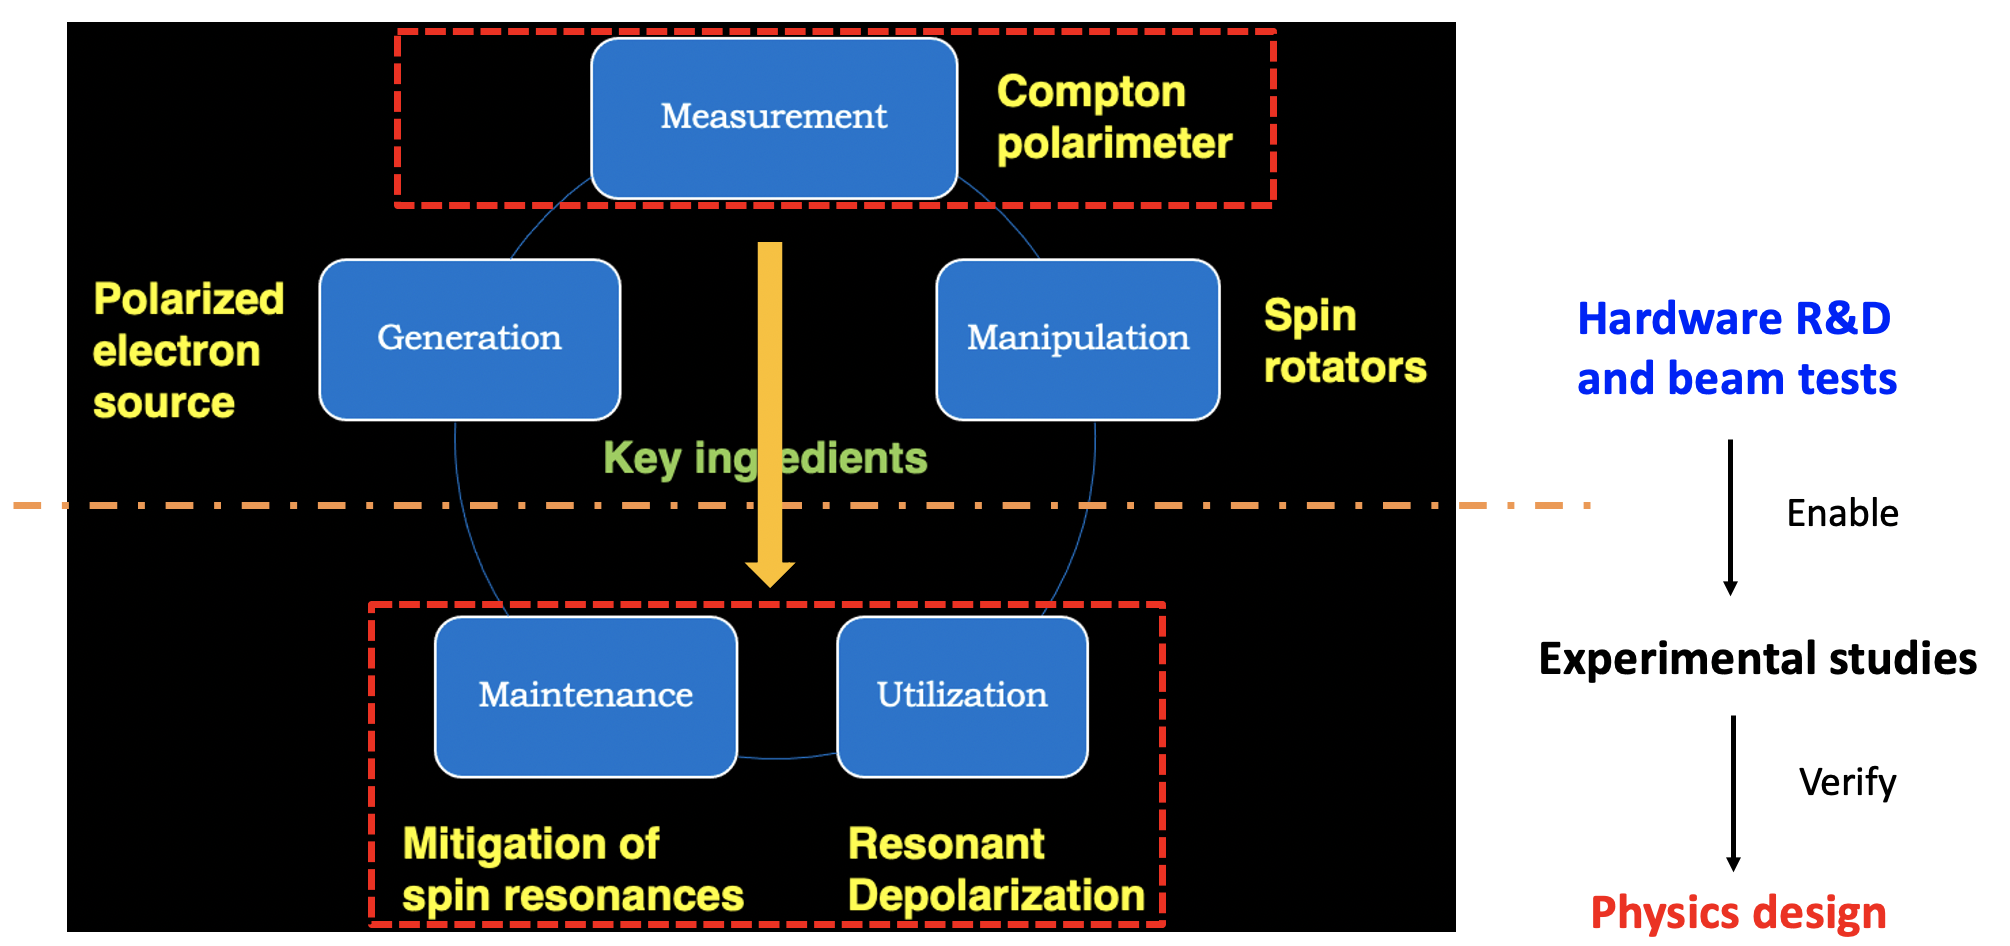 Measurement
Compton
polarimeter
Polarized
electron
source
Generation
Manipulation
Spin
rotators
Key ingredients
Maintenance
Utilization
Mitigation of
spin resonances
Resonant
Depolarization
Hardware R&D
and beam tests
Enable
Experimental studies
Verify
Physics design